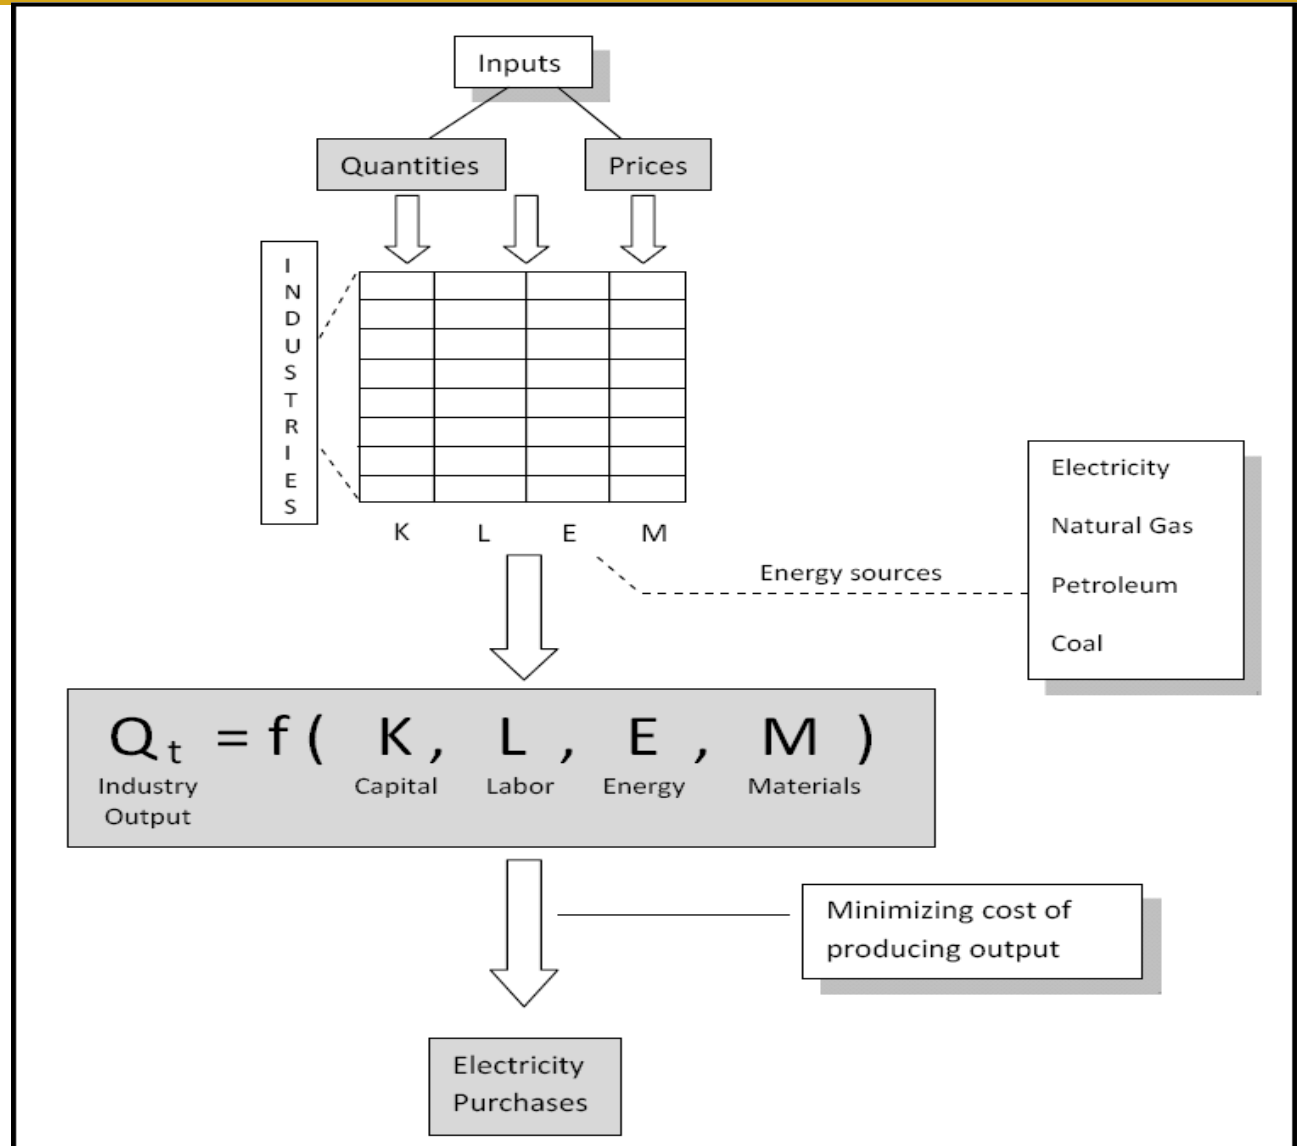 Inputs
Quantities
Prices
INDUSTRIES
K L E M
Energy sources
Electricity
Natural Gas
Petroleum
Coal
Qt = f ( K , L , E , M )
Industry Capital Labor Energy Materials
Output
Minimizing cost of
producing output
Electricity
Purchases